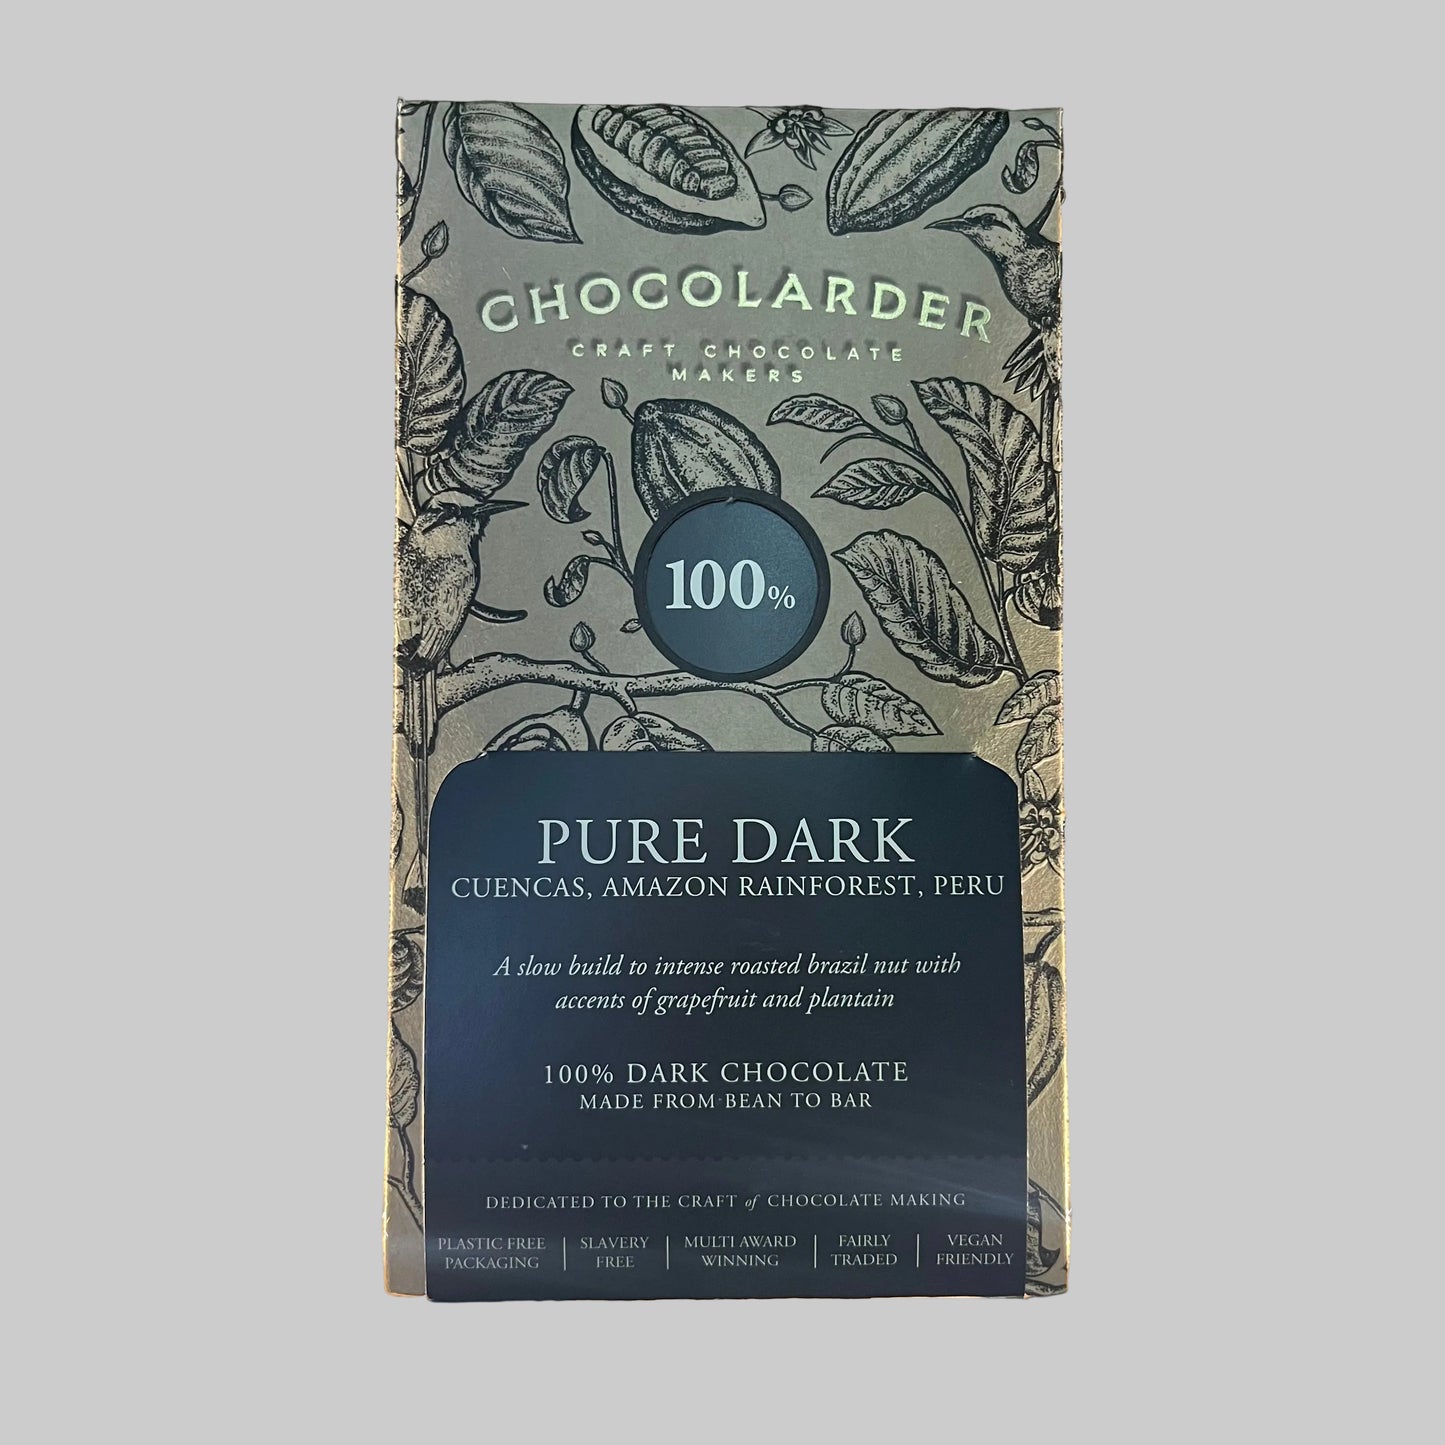 CHOCOLARDER
CRAFT CHOCOLATE
MAKERS
100%
PURE DARK
CUENCAS, AMAZON RAINFOREST, PERU
A slow build to intense roasted brazil nut with
accents of grapefruit and plantain
100% DARK CHOCOLATE
MADE FROM BEAN TO BAR
DEDICATED TO THE CRAFT of CHOCOLATE MAKING
PLASTIC FREE
PACKAGING
SLAVERY
FREE
MULTI AWARD
WINNING
FAIRLY
TRADED
VEGAN
FRIENDLY